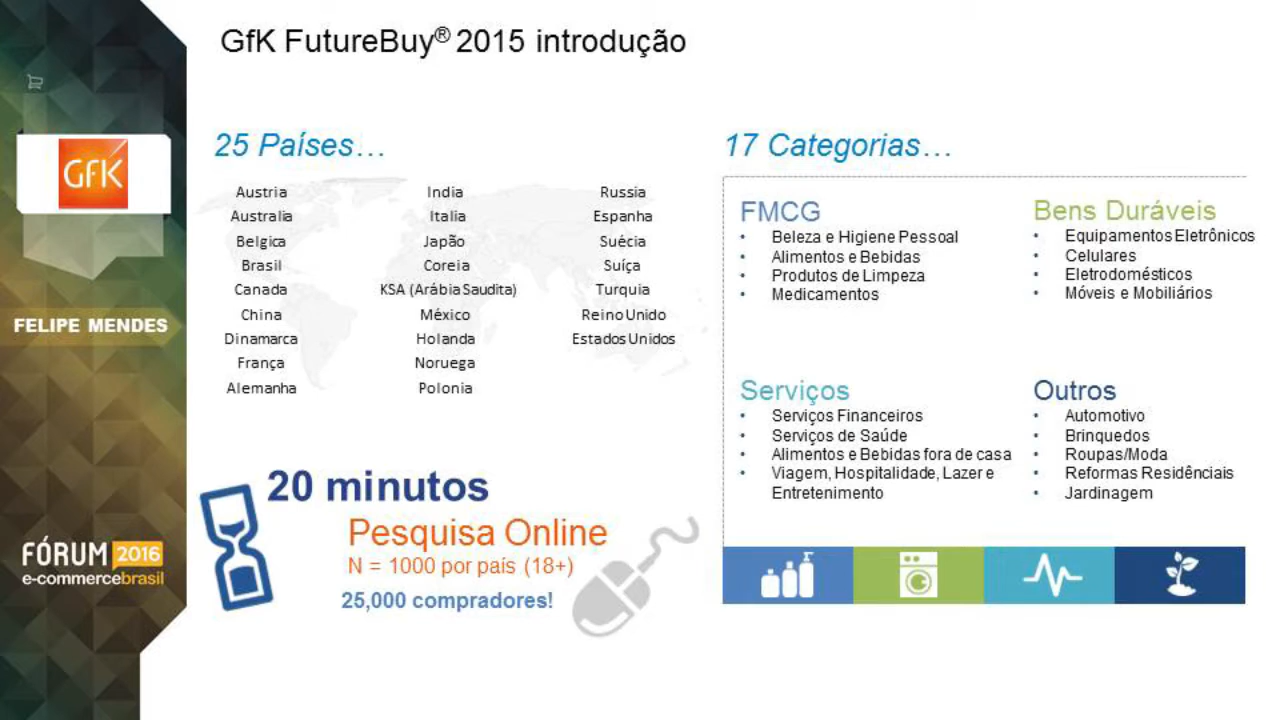 GfK FutureBuy® 2015 introdução
GfK
FELIPE MENDES
FÓRUM 2016
e-commercebrasil
25 Países…
Austria
Australia
Belgica
Brasil
Canada
China
Dinamarca
França
Alemanha
India
Italia
Japão
Coreia
KSA (Arábia Saudita)
México
Holanda
Noruega
Polonia
Russia
Espanha
Suécia
Suíça
Turquia
Reino Unido
Estados Unidos
20 minutos
Pesquisa Online
N = 1000 por país (18+)
25,000 compradores!
17 Categorias…
FMCG
• Beleza e Higiene Pessoal
• Alimentos e Bebidas
• Produtos de Limpeza
• Medicamentos
Bens Duráveis
• Equipamentos Eletrônicos
• Celulares
• Eletrodomésticos
• Móveis e Mobiliários
Serviços
• Serviços Financeiros
• Serviços de Saúde
• Alimentos e Bebidas fora de casa
• Viagem, Hospitalidade, Lazer e
Entretenimento
Outros
• Automotivo
• Brinquedos
• Roupas/Moda
• Reformas Residênciais
• Jardinagem